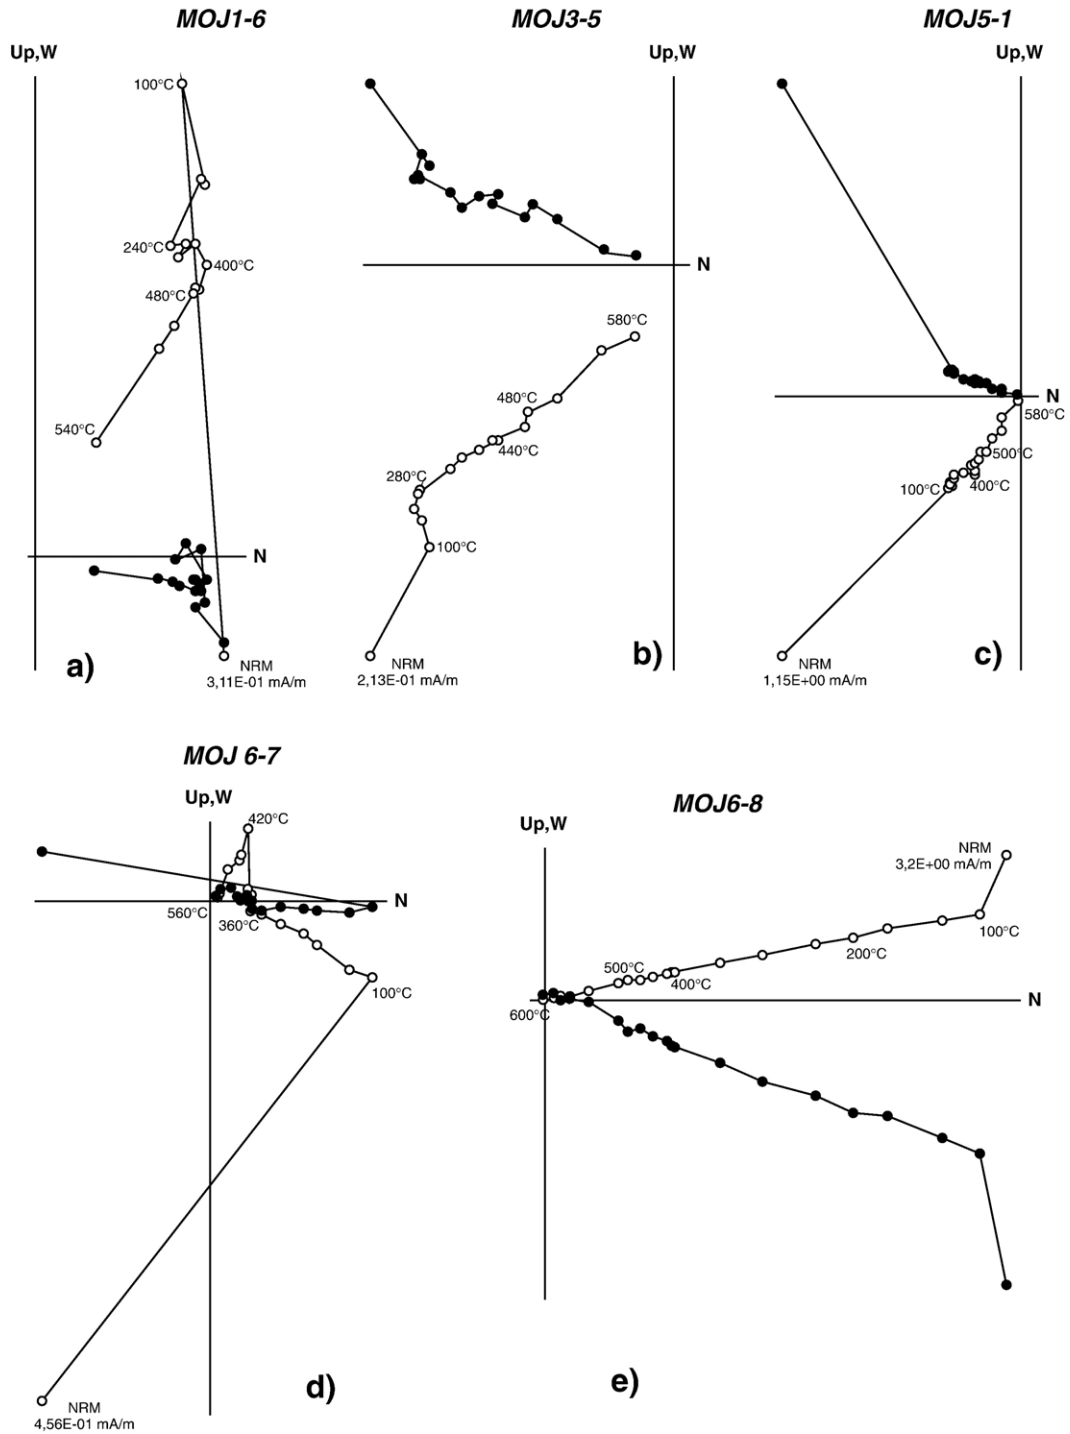 MOJ1-6
Up,W
100°C
240°C
400°C
480°C
540°C
N
a)
NRM
3,11E-01 mA/m
MOJ3-5
Up,W
N
580°C
480°C
440°C
280°C
100°C
b)
NRM
2,13E-01 mA/m
MOJ5-1
Up,W
N
580°C
500°C
400°C
100°C
c)
NRM
1,15E+00 mA/m
MOJ 6-7
Up,W
420°C
N
560°C
360°C
100°C
d)
NRM
4,56E-01 mA/m
MOJ6-8
Up,W
NRM
3,2E+00 mA/m
100°C
200°C
500°C
400°C
N
600°C
e)